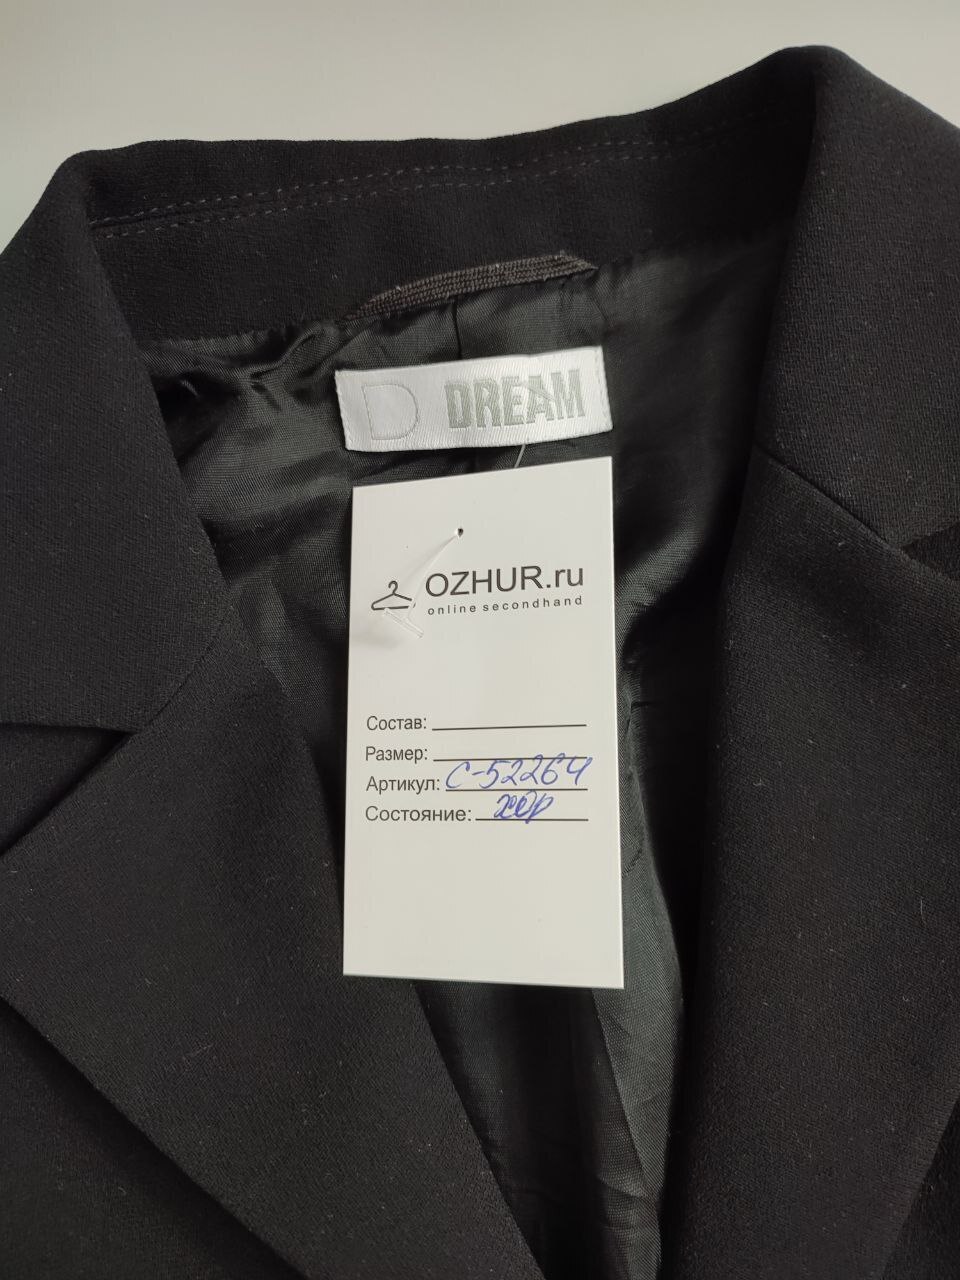 D DREAM
OZHUR.ru
online secondhand
Состав:
Размер:
Артикул: С-52264
Состояние: хор